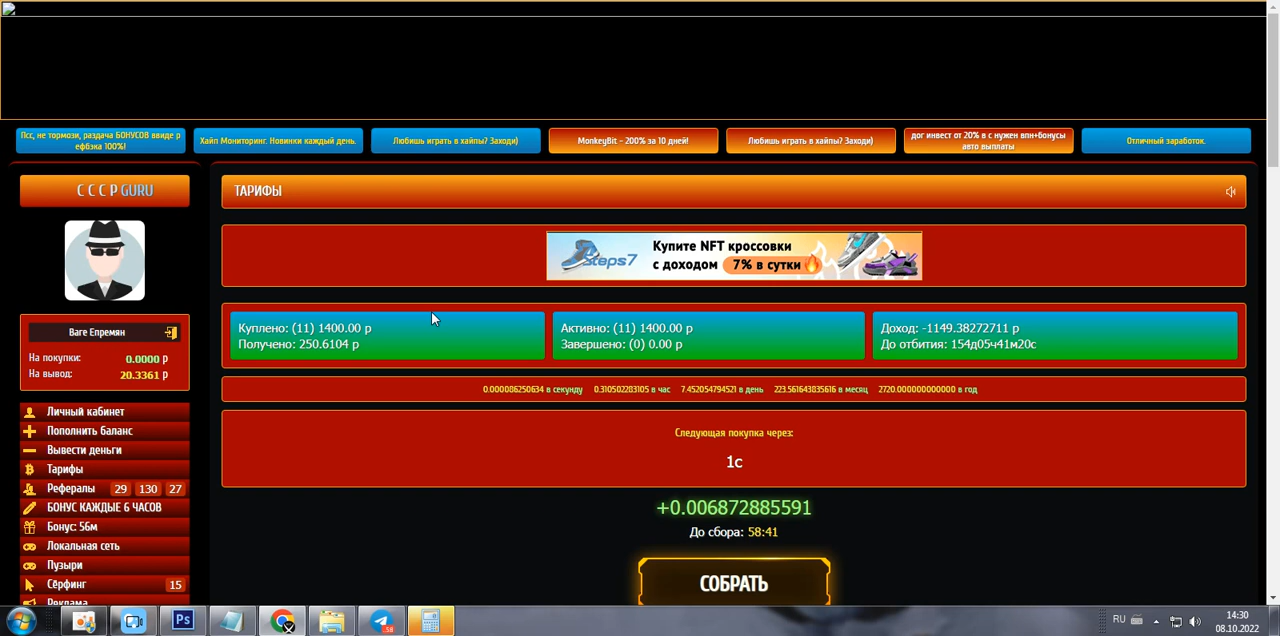 Псс, не тормози, раздача БОНУСОВ ввиде р
ефбэка 100%!
Хайп Мониторинг. Новинки каждый день.
Любишь играть в хайпы? Заходи)
MonkeyBit - 200% за 10 дней!
Любишь играть в хайпы? Заходи)
дог инвест от 20% в с нужен впн+бонусы
авто выплаты
Отличный заработок.
С С С Р GURU
ТАРИФЫ
Steps7
Купите NFT кроссовки
с доходом 7% в сутки
Ваге Епремян
На покупки: 0.0000 р
На вывод: 20.3361 р
Куплено: (11) 1400.00 р
Получено: 250.6104 р
Активно: (11) 1400.00 р
Завершено: (0) 0.00 р
Доход: -1149.38272711 р
До отбития: 154д05ч41м20с
0.000086250634 в секунду 0.310502283105 в час 7.452054794521 в день 223.561643835616 в месяц 2720.000000000000 в год
Следующая покупка через:
1с
+0.006872885591
До сбора: 58:41
СОБРАТЬ
Личный кабинет
Пополнить баланс
Вывести деньги
Тарифы
Рефералы 29 130 27
БОНУС КАЖДЫЕ 6 ЧАСОВ
Бонус: 56м
Локальная сеть
Пузыри
Сёрфинг 15
Реклама
Ps
58
RU
14:30
08.10.2022